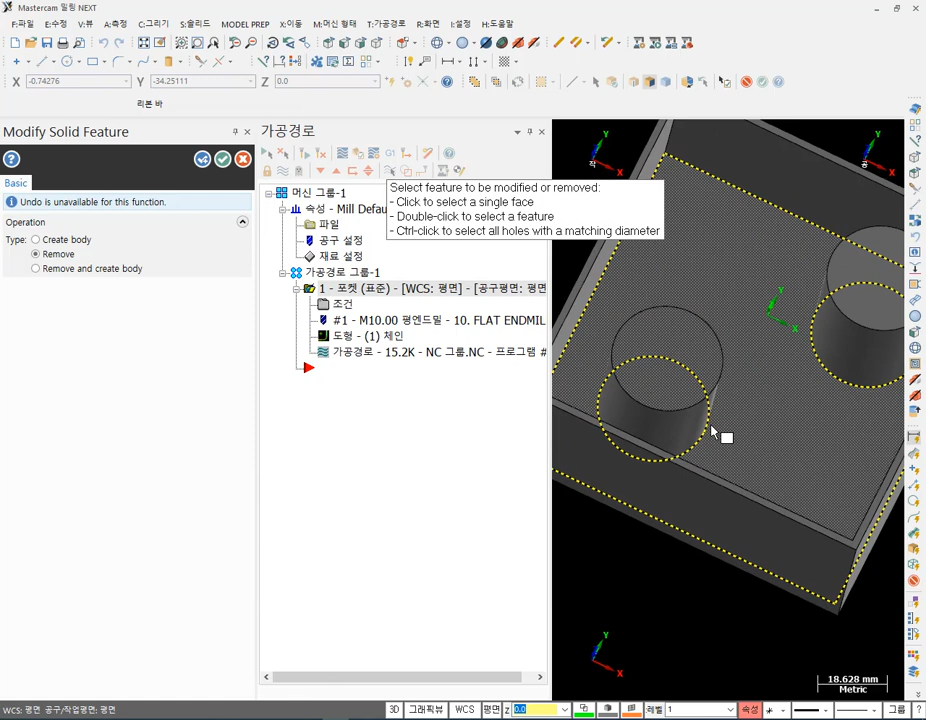 Mastercam 밀링 NEXT
F:파일 E:수정 V:뷰 A:측정 C:그리기 S:솔리드 MODEL PREP X:이동 M:머신 형태 T:가공경로 R:화면 I:설정 H:도움말
X -0.74276 Y -34.25111 Z 0.0
리본 바
Modify Solid Feature
Basic
Undo is unavailable for this function.
Operation
Type: Create body
Remove
Remove and create body
가공경로
G1
머신 그룹-1
속성 - Mill Defau
파일
공구 설정
재료 설정
가공경로 그룹-1
1 - 포켓 (표준) - [WCS: 평면] - [공구평면: 평면
조건
#1 - M10.00 평엔드밀 - 10. FLAT ENDMIL
도형 - (1) 체인
가공경로 - 15.2K - NC 그룹.NC - 프로그램 #
Select feature to be modified or removed:
- Click to select a single face
- Double-click to select a feature
- Ctrl-click to select all holes with a matching diameter
Y
X
Y
Y
X
Y
X
18.628 mm
Metric
WCS: 평면 공구/작업평면: 평면
3D 그래픽뷰 WCS 평면 Z 0.0 레벨 1 속성 그룹 ?